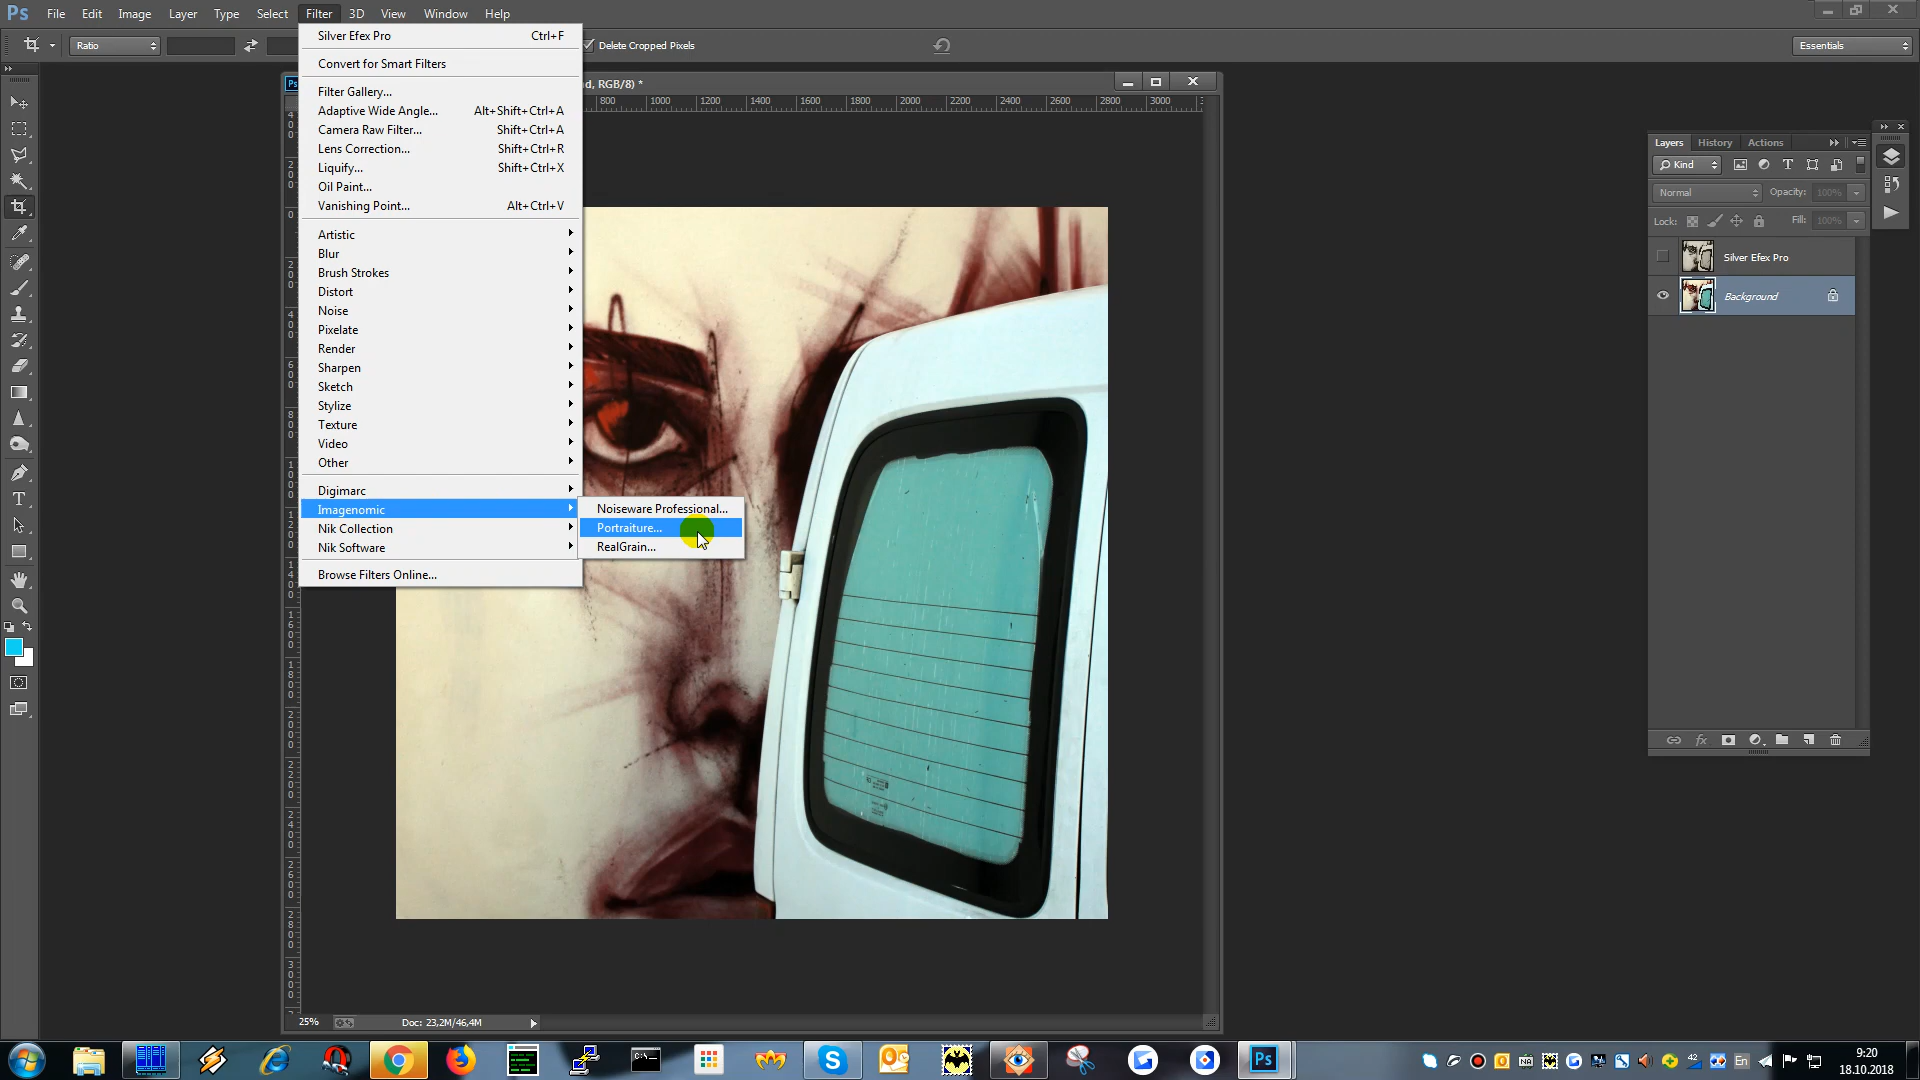 Ps File Edit Image Layer Type Select Filter 3D View Window Help
Ratio
Delete Cropped Pixels
Essentials
Silver Efex Pro Ctrl+F
Convert for Smart Filters
Filter Gallery...
Adaptive Wide Angle... Alt+Shift+Ctrl+A
Camera Raw Filter... Shift+Ctrl+A
Lens Correction... Shift+Ctrl+R
Liquify... Shift+Ctrl+X
Oil Paint...
Vanishing Point... Alt+Ctrl+V
Artistic
Blur
Brush Strokes
Distort
Noise
Pixelate
Render
Sharpen
Sketch
Stylize
Texture
Video
Other
Digimarc
Imagenomic
Nik Collection
Nik Software
Browse Filters Online...
Noiseware Professional...
Portraiture...
RealGrain...
Ps
nd, RGB/8) *
800 1000 1200 1400 1600 1800 2000 2200 2400 2600 2800 3000
Layers History Actions
Kind
Normal Opacity: 100%
Lock: Fill: 100%
Silver Efex Pro
Background
25% Doc: 23,2M/46,4M
Ps
42 En
9:20
18.10.2018